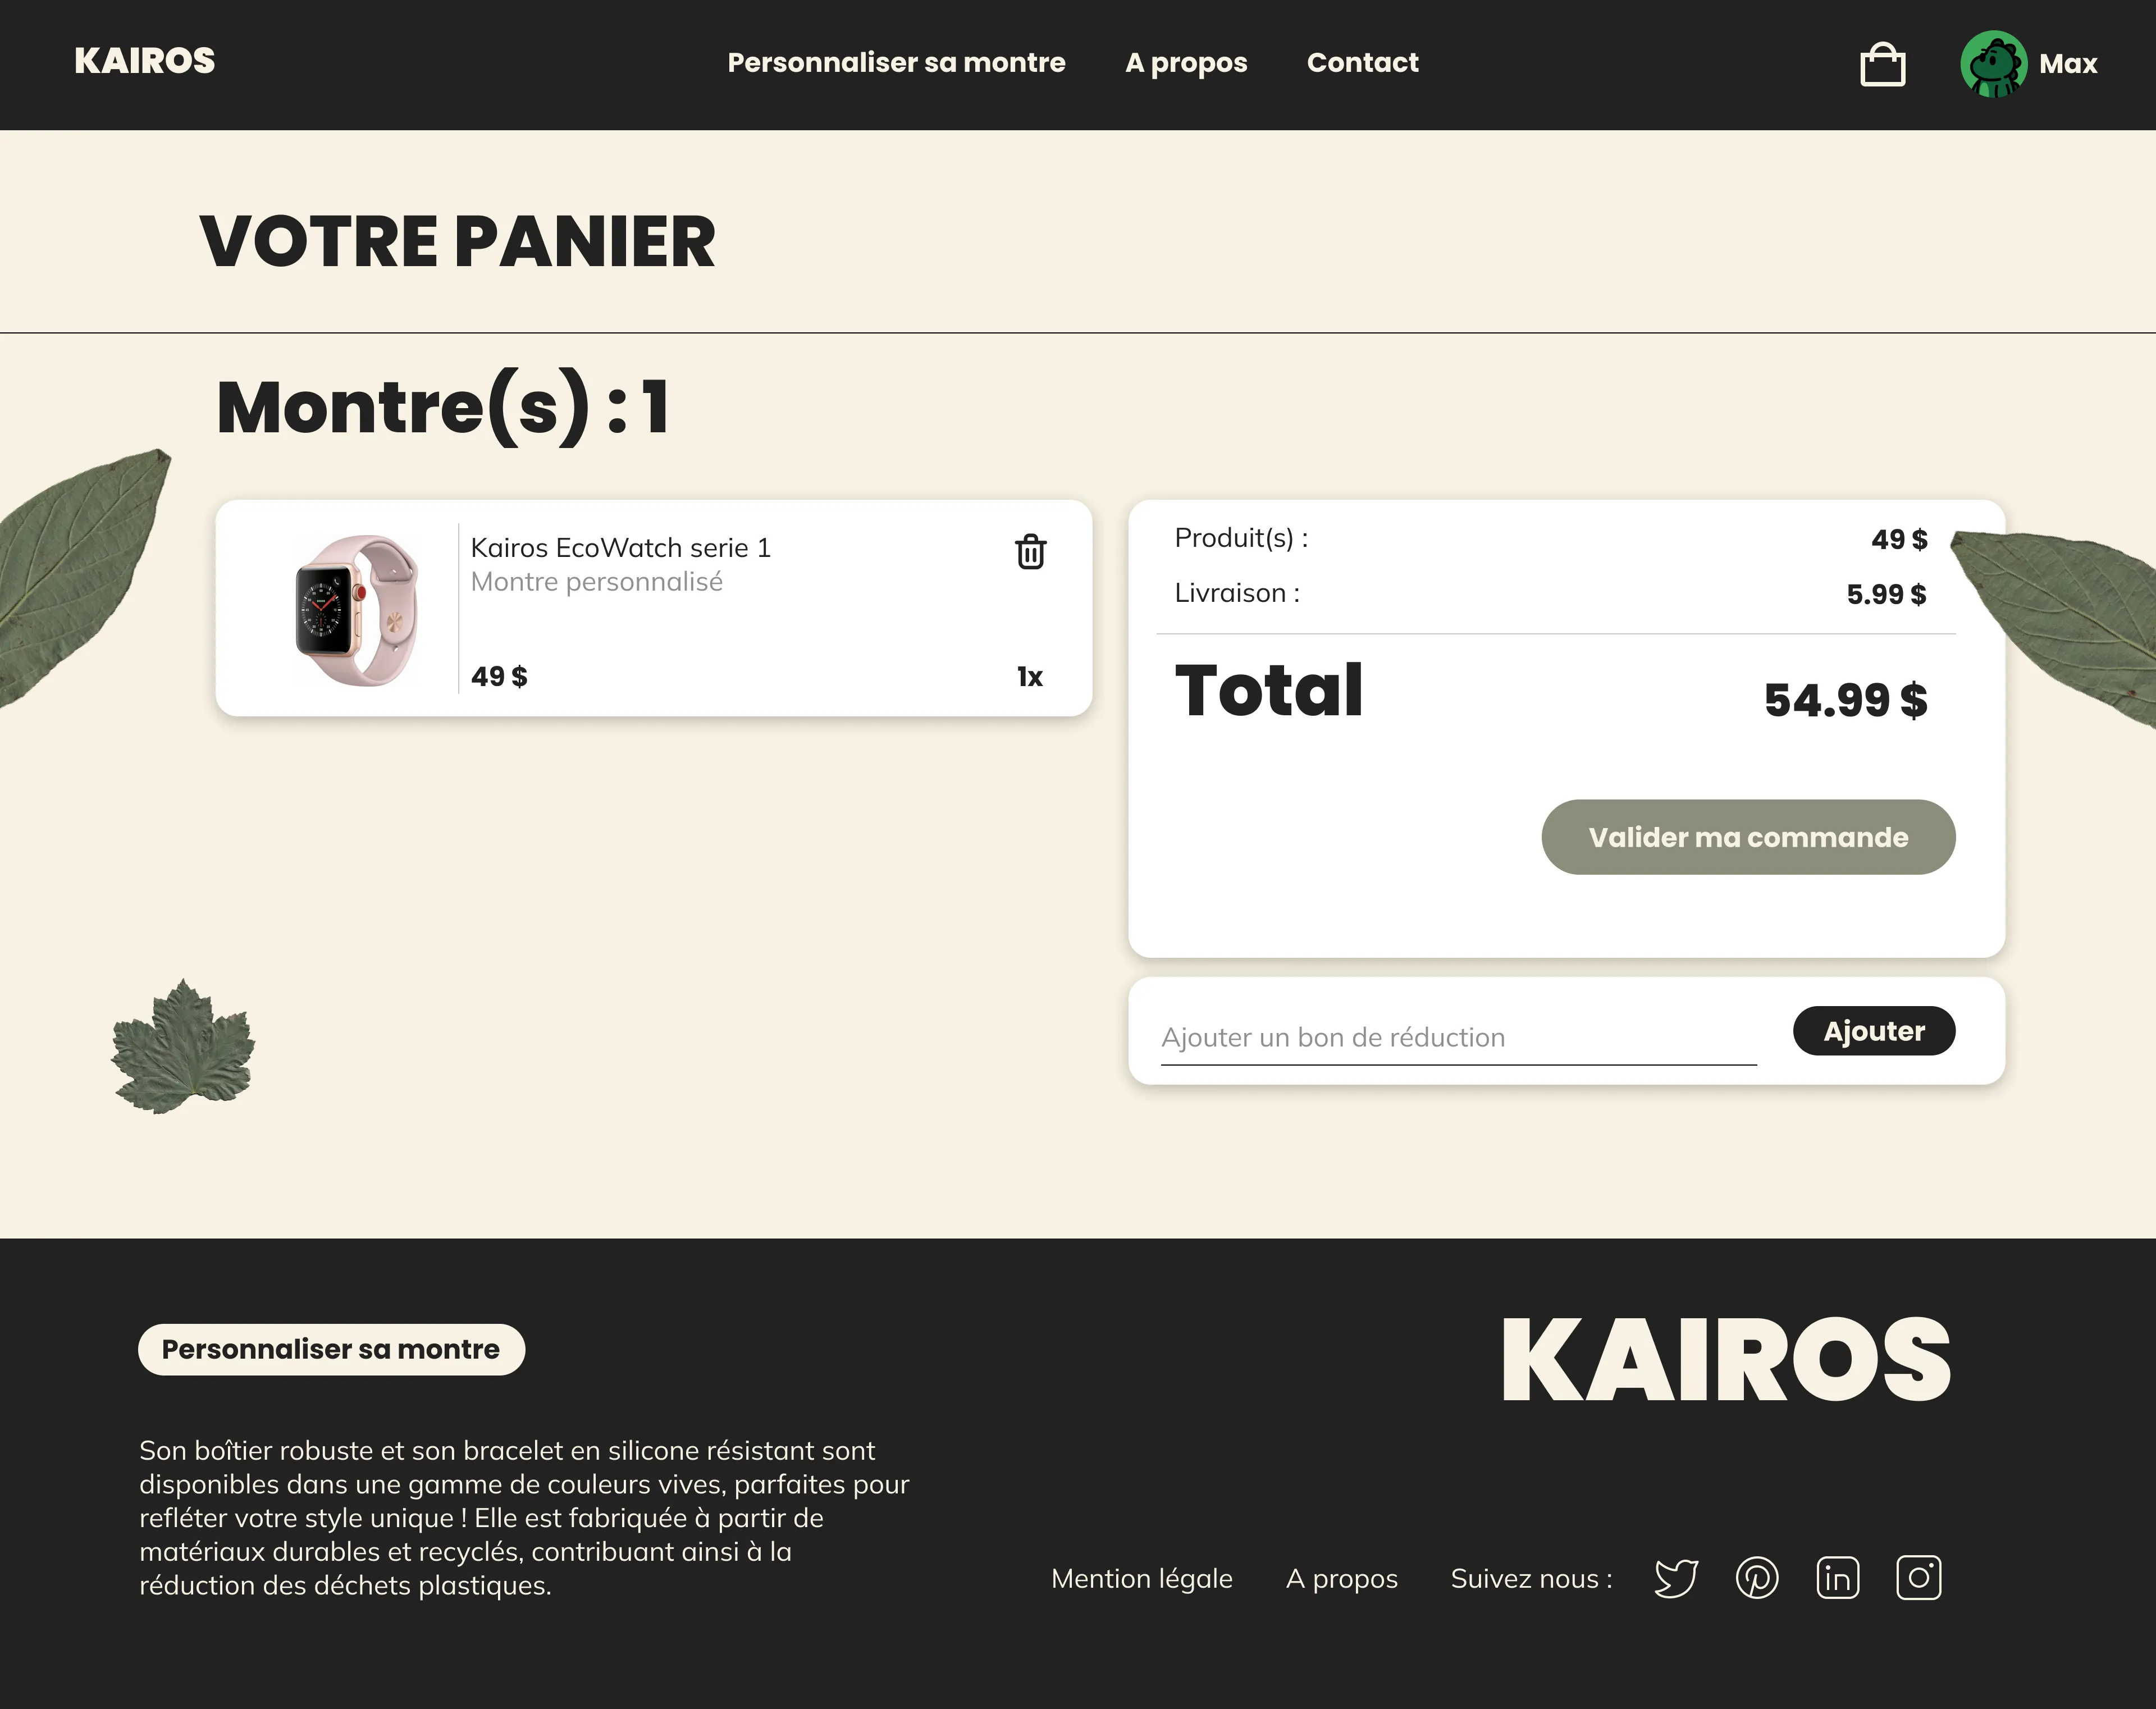 KAIROS
Personnaliser sa montre
A propos
Contact
Max
VOTRE PANIER
Montre(s) : 1
Kairos EcoWatch serie 1
Montre personnalisé
49 $
1x
Produit(s) :
49 $
Livraison :
5.99 $
Total
54.99 $
Valider ma commande
Ajouter un bon de réduction
Ajouter
Personnaliser sa montre
KAIROS
Son boîtier robuste et son bracelet en silicone résistant sont
disponibles dans une gamme de couleurs vives, parfaites pour
refléter votre style unique ! Elle est fabriquée à partir de
matériaux durables et recyclés, contribuant ainsi à la
réduction des déchets plastiques.
Mention légale
A propos
Suivez nous :